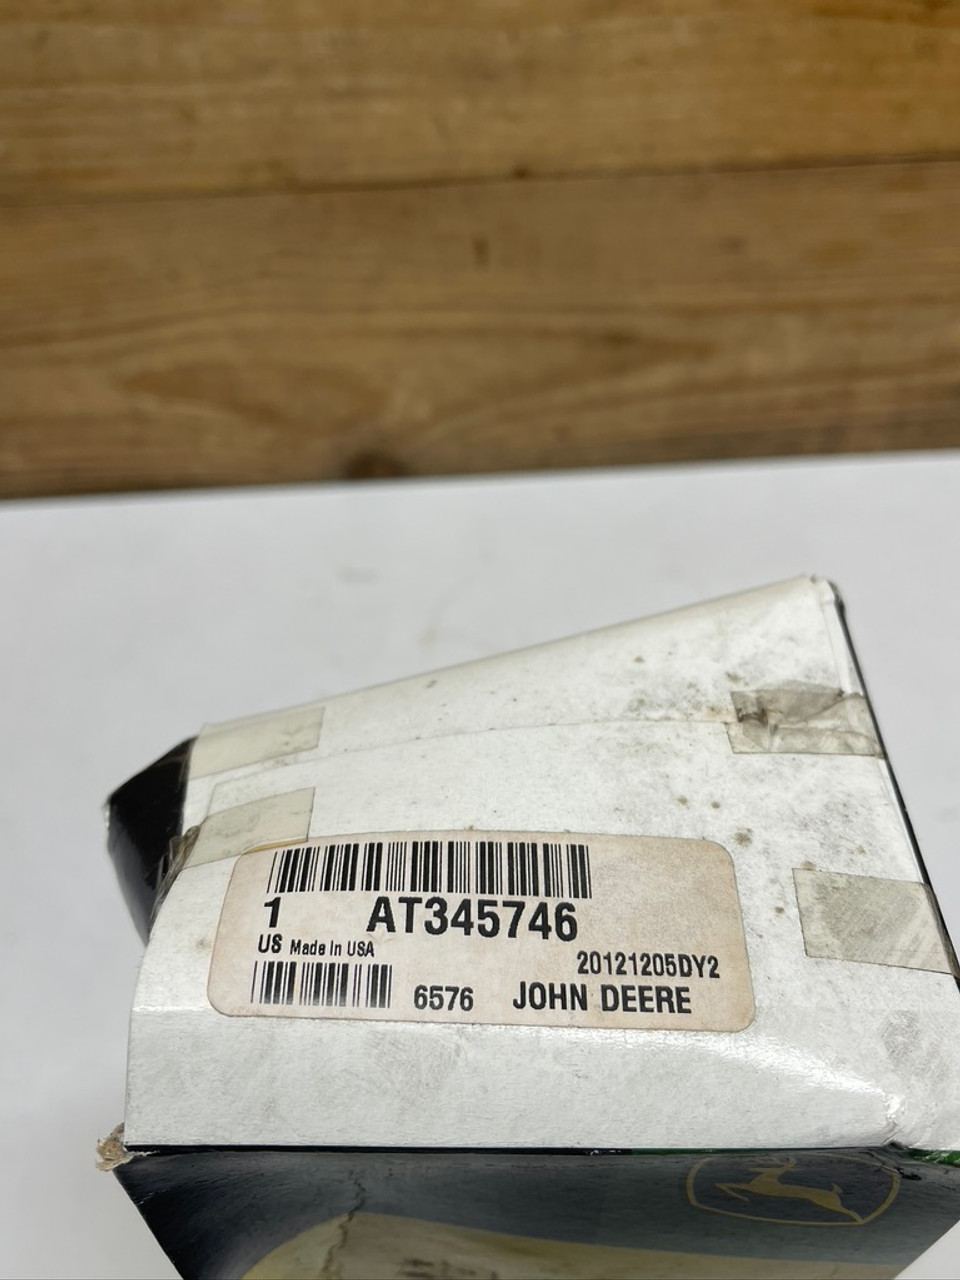 1 AT345746
US Made In USA
20121205DY2
6576 JOHN DEERE